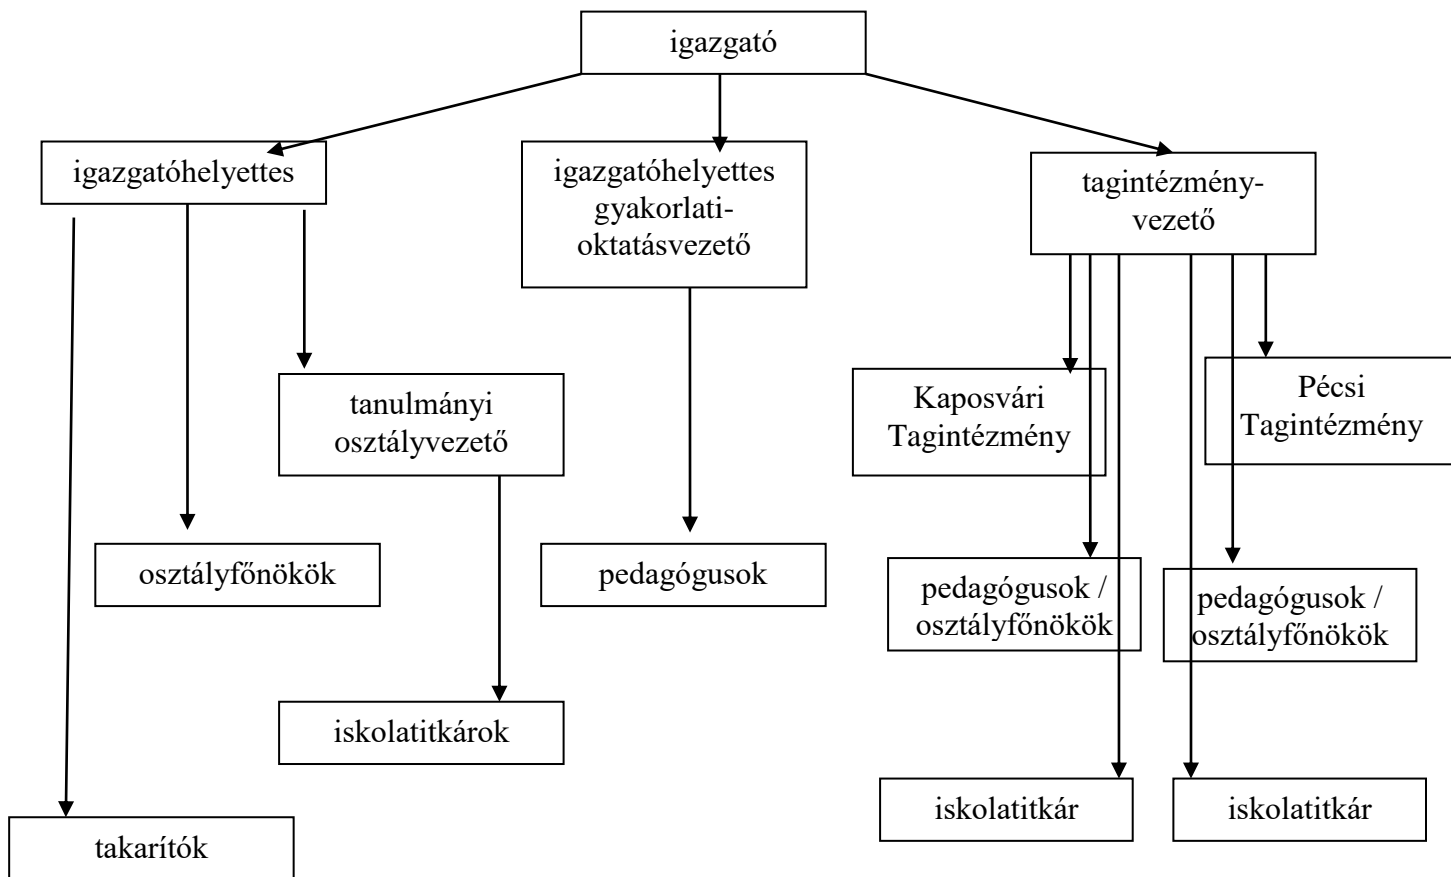 igazgató
igazgatóhelyettes
igazgatóhelyettes
gyakorlati-
oktatásvezető
tagintézmény-
vezető
tanulmányi
osztályvezető
Kaposvári
Tagintézmény
Pécsi
Tagintézmény
osztályfőnökök
pedagógusok
pedagógusok /
osztályfőnökök
pedagógusok /
osztályfőnökök
iskolatitkárok
iskolatitkár
iskolatitkár
takarítók